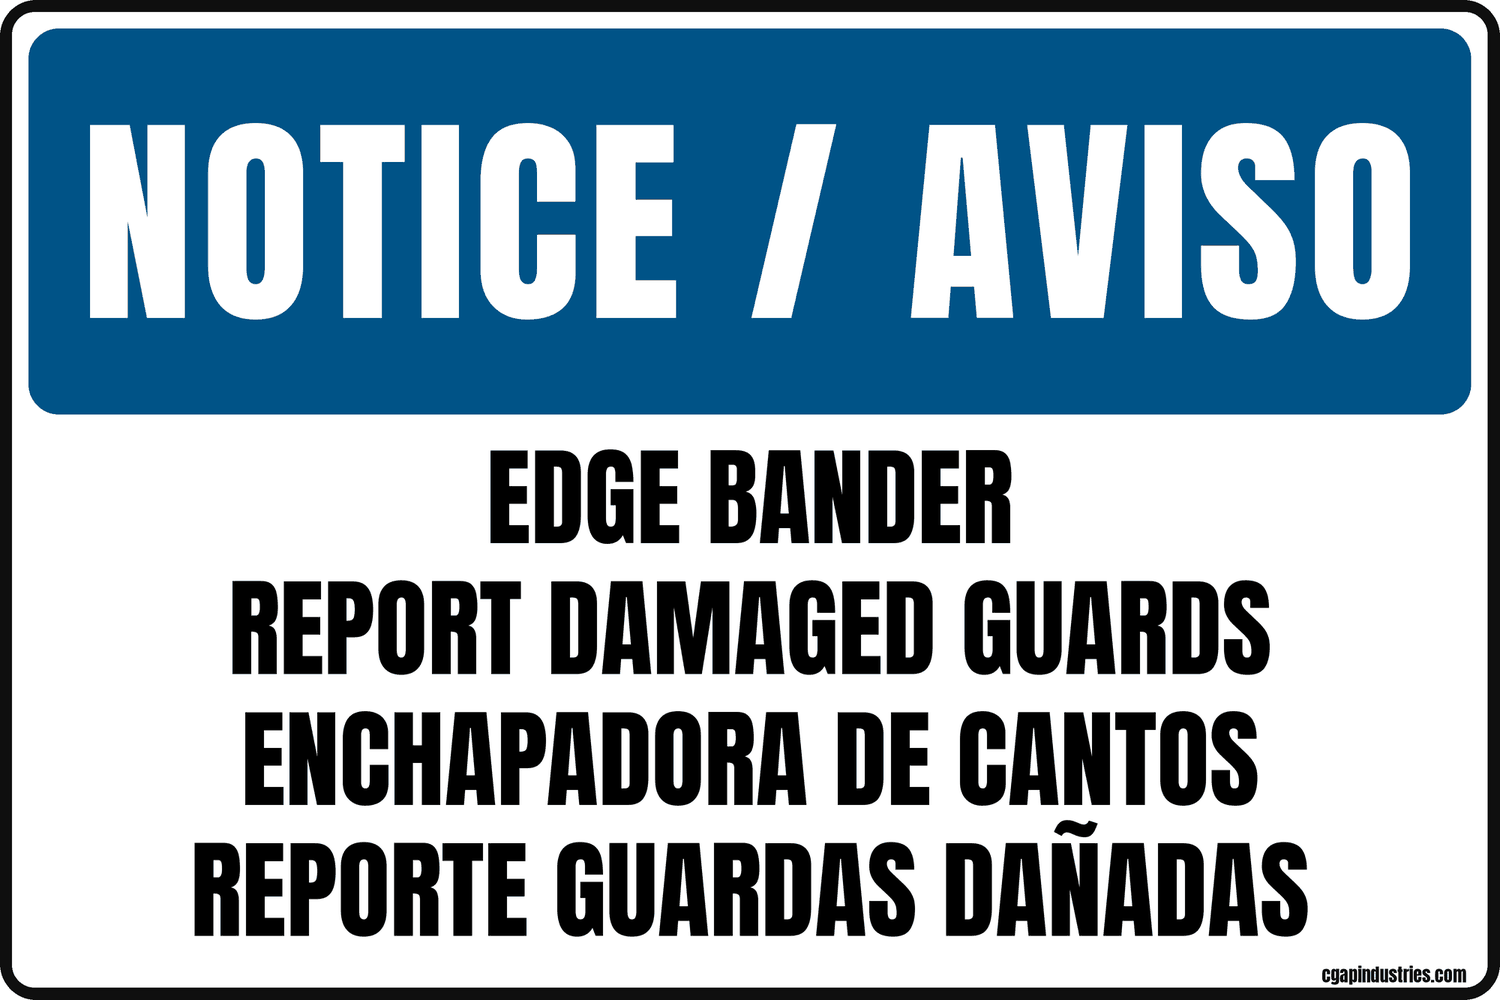 NOTICE / AVISO
EDGE BANDER
REPORT DAMAGED GUARDS
ENCHAPADORA DE CANTOS
REPORTE GUARDAS DAÑADAS
cgapindustries.com